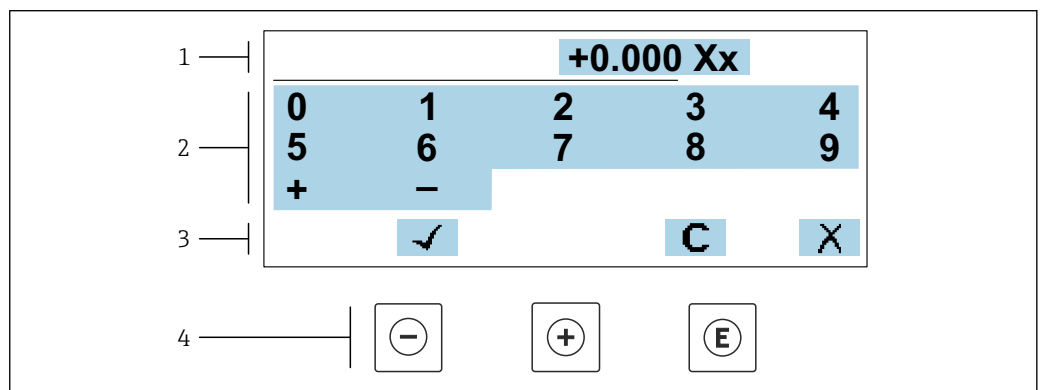 1 +0.000 Xx
0 1 2 3 4
2 5 6 7 8 9
+ −
3 ✓ C X
4 − + E